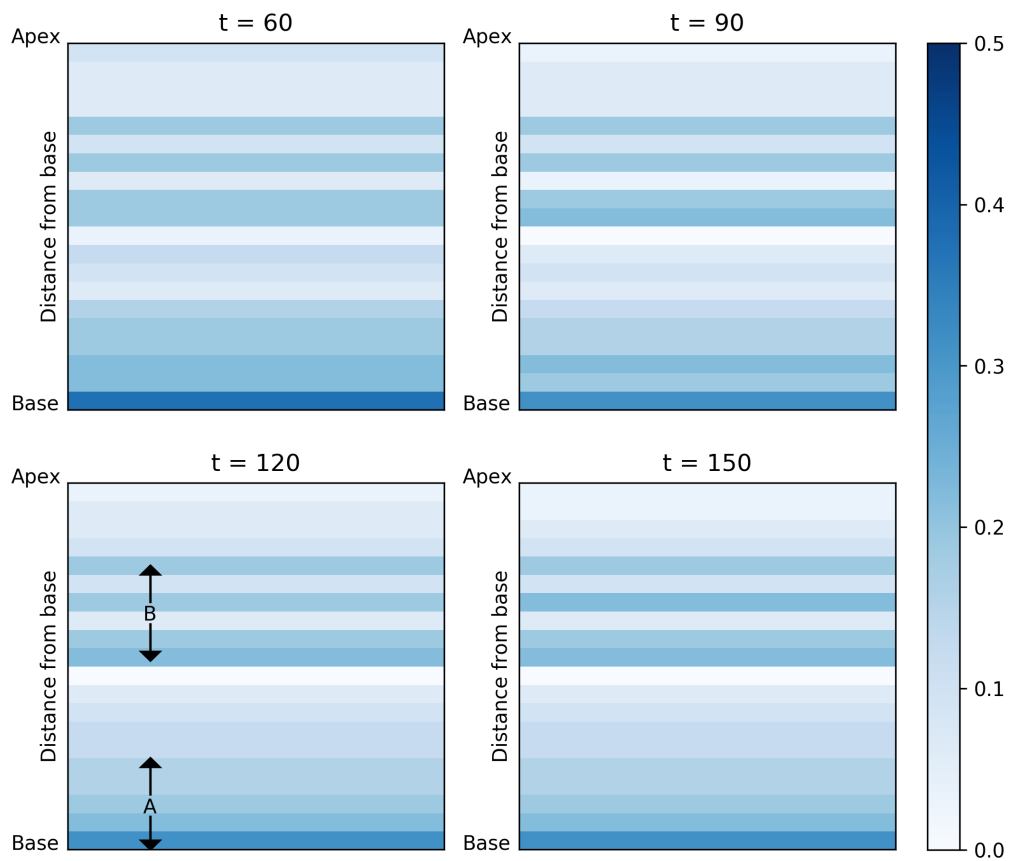 t = 60
Apex
Distance from base
Base
t = 90
Apex
Distance from base
Base
0.5
0.4
0.3
0.2
0.1
0.0
t = 120
Apex
Distance from base
B
A
Base
t = 150
Apex
Distance from base
Base